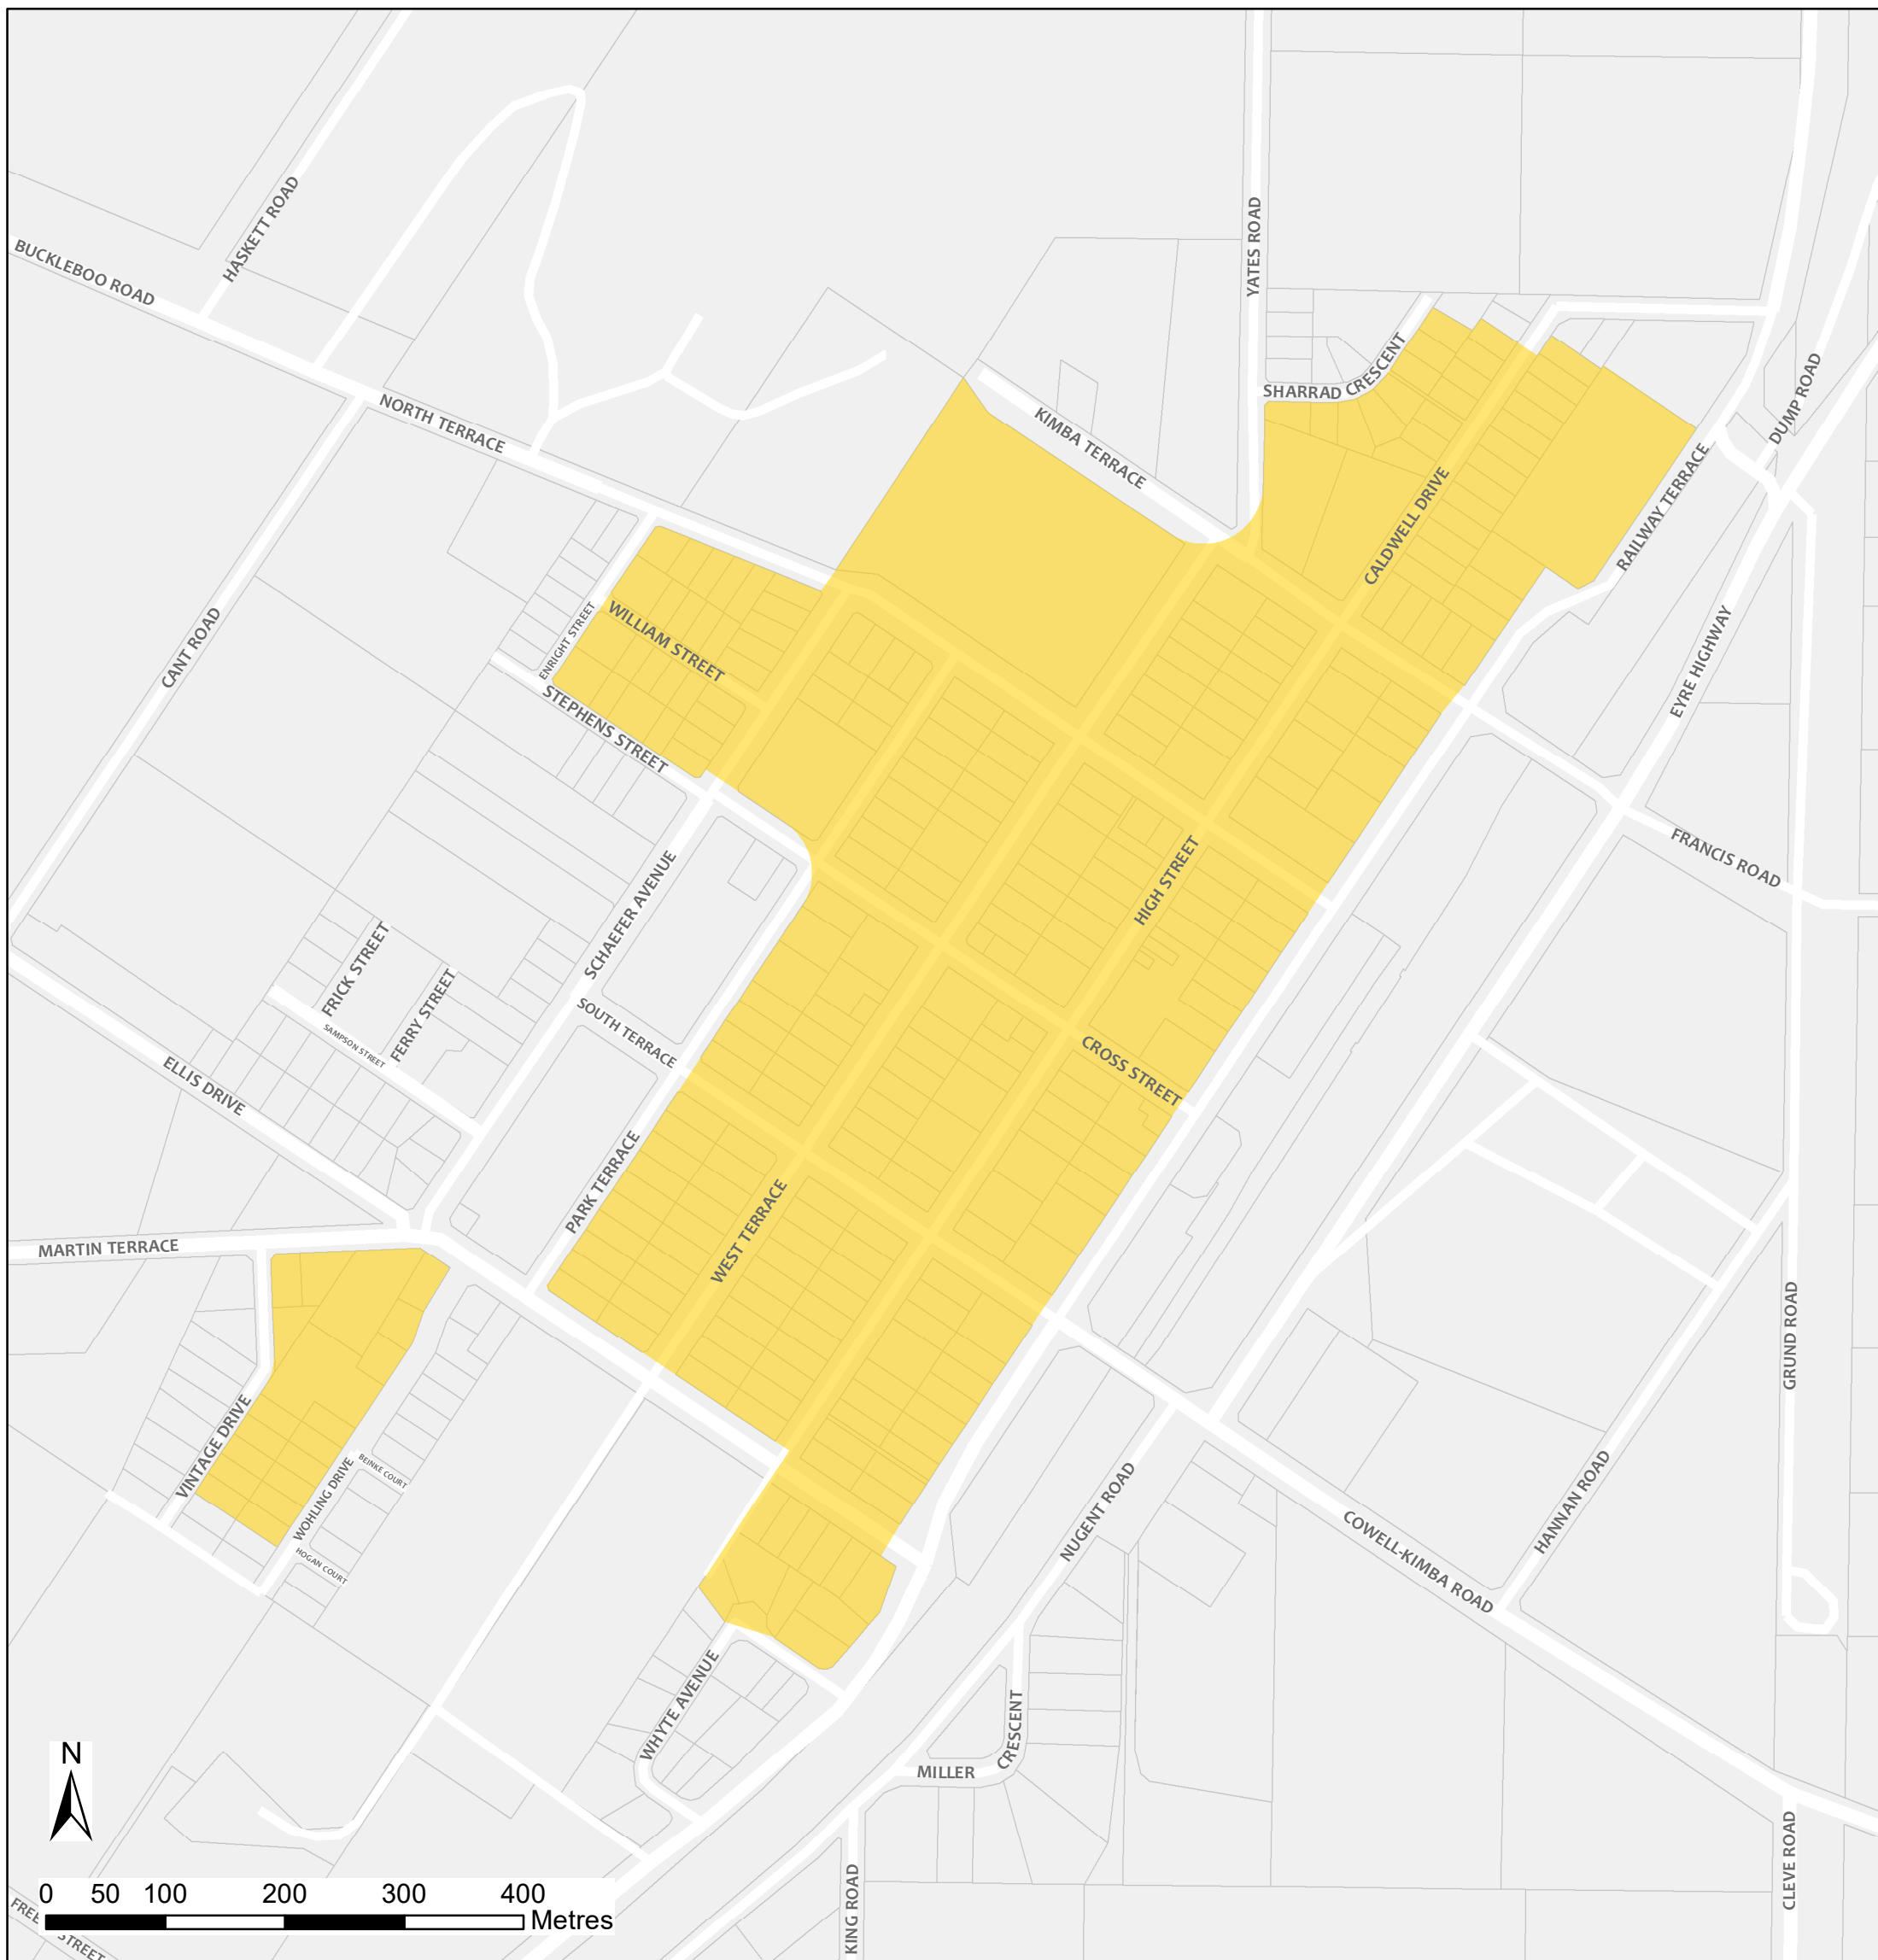 HASKETT ROAD
BUCKLEBOO ROAD
YATES ROAD
NORTH TERRACE
KIMBA TERRACE
SHARRAD CRESCENT
DUMP ROAD
CALDWELL DRIVE
RAILWAY TERRACE
CANT ROAD
ENRIGHT STREET
WILLIAM STREET
STEPHENS STREET
EYRE HIGHWAY
FRANCIS ROAD
HIGH STREET
SCHAEFER AVENUE
FRICK STREET
FERRY STREET
SAMPSON STREET
SOUTH TERRACE
CROSS STREET
ELLIS DRIVE
PARK TERRACE
WEST TERRACE
MARTIN TERRACE
GRUND ROAD
VINTAGE DRIVE
WOHLING DRIVE
BEINKE COURT
HOGAN COURT
NUGENT ROAD
HANNAN ROAD
COWELL-KIMBA ROAD
WHYTE AVENUE
MILLER CRESCENT
KING ROAD
CLEVE ROAD
N
0 50 100 200 300 400
Metres
STREET